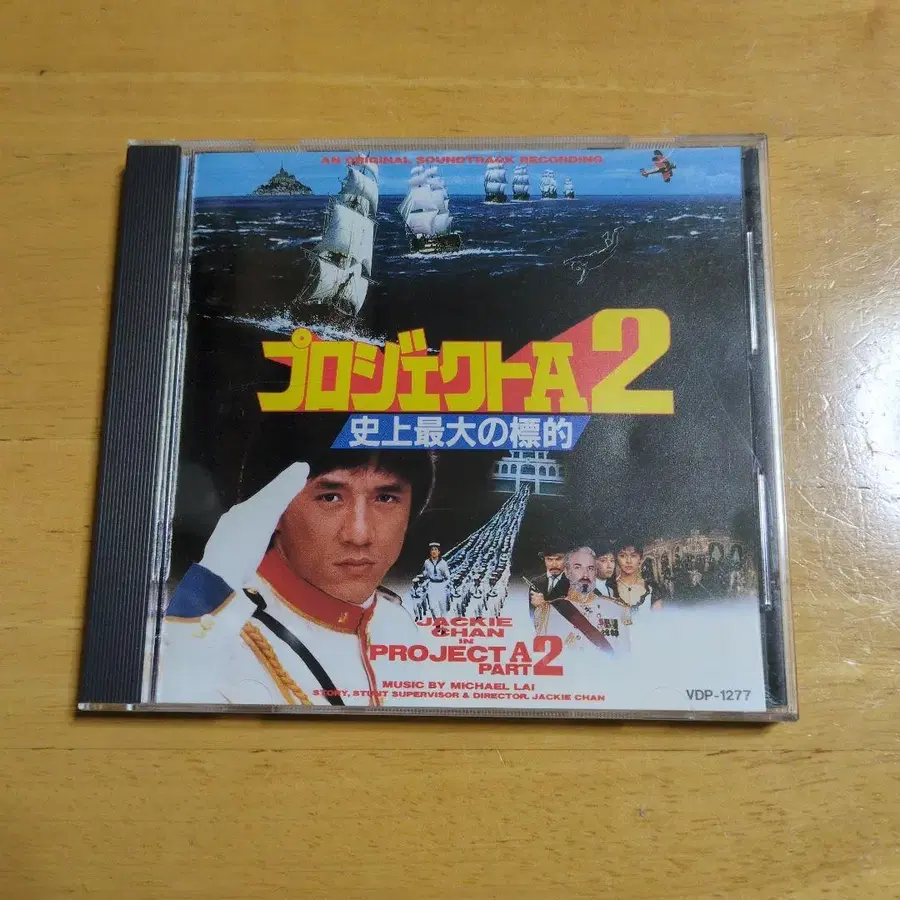 AN ORIGINAL SOUNDTRACK RECORDING
プロジェクトA2
史上最大の標的
JACKIE
CHAN
IN
PROJECT A
PART 2
MUSIC BY MICHAEL LAI
STORY, STUNT SUPERVISOR & DIRECTOR. JACKIE CHAN
VDP-1277